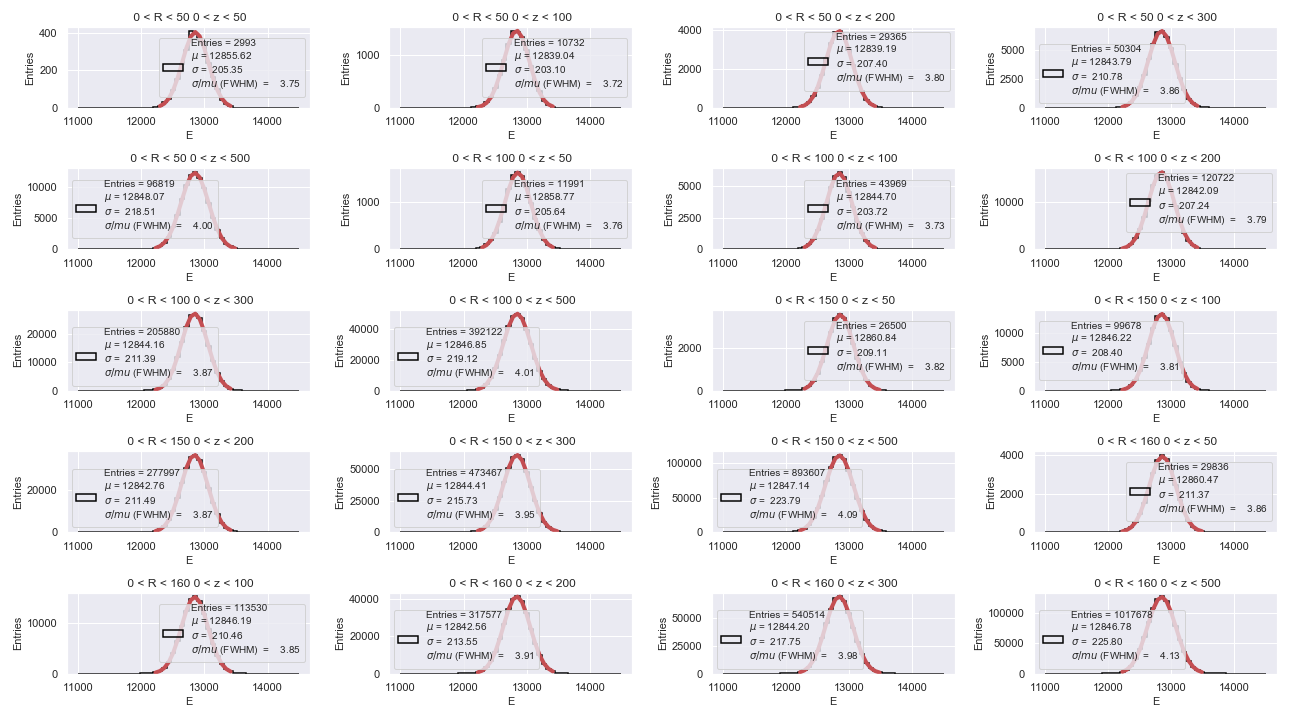 0 < R < 50 0 < z < 50
Entries
400
200
0
Entries = 2993
μ = 12855.62
σ = 205.35
σ/mu (FWHM) = 3.75
11000 12000 13000 14000
E
0 < R < 50 0 < z < 100
Entries
1000
0
Entries = 10732
μ = 12839.04
σ = 203.10
σ/mu (FWHM) = 3.72
11000 12000 13000 14000
E
0 < R < 50 0 < z < 200
Entries
4000
2000
0
Entries = 29365
μ = 12839.19
σ = 207.40
σ/mu (FWHM) = 3.80
11000 12000 13000 14000
E
0 < R < 50 0 < z < 300
Entries
5000
2500
0
Entries = 50304
μ = 12843.79
σ = 210.78
σ/mu (FWHM) = 3.86
11000 12000 13000 14000
E
0 < R < 50 0 < z < 500
Entries
10000
5000
0
Entries = 96819
μ = 12848.07
σ = 218.51
σ/mu (FWHM) = 4.00
11000 12000 13000 14000
E
0 < R < 100 0 < z < 50
Entries
1000
0
Entries = 11991
μ = 12858.77
σ = 205.64
σ/mu (FWHM) = 3.76
11000 12000 13000 14000
E
0 < R < 100 0 < z < 100
Entries
5000
2500
0
Entries = 43969
μ = 12844.70
σ = 203.72
σ/mu (FWHM) = 3.73
11000 12000 13000 14000
E
0 < R < 100 0 < z < 200
Entries
10000
0
Entries = 120722
μ = 12842.09
σ = 207.24
σ/mu (FWHM) = 3.79
11000 12000 13000 14000
E
0 < R < 100 0 < z < 300
Entries
20000
10000
0
Entries = 205880
μ = 12844.16
σ = 211.39
σ/mu (FWHM) = 3.87
11000 12000 13000 14000
E
0 < R < 100 0 < z < 500
Entries
40000
20000
0
Entries = 392122
μ = 12846.85
σ = 219.12
σ/mu (FWHM) = 4.01
11000 12000 13000 14000
E
0 < R < 150 0 < z < 50
Entries
2000
0
Entries = 26500
μ = 12860.84
σ = 209.11
σ/mu (FWHM) = 3.82
11000 12000 13000 14000
E
0 < R < 150 0 < z < 100
Entries
10000
5000
0
Entries = 99678
μ = 12846.22
σ = 208.40
σ/mu (FWHM) = 3.81
11000 12000 13000 14000
E
0 < R < 150 0 < z < 200
Entries
20000
0
Entries = 277997
μ = 12842.76
σ = 211.49
σ/mu (FWHM) = 3.87
11000 12000 13000 14000
E
0 < R < 150 0 < z < 300
Entries
50000
25000
0
Entries = 473467
μ = 12844.41
σ = 215.73
σ/mu (FWHM) = 3.95
11000 12000 13000 14000
E
0 < R < 150 0 < z < 500
Entries
100000
50000
0
Entries = 893607
μ = 12847.14
σ = 223.79
σ/mu (FWHM) = 4.09
11000 12000 13000 14000
E
0 < R < 160 0 < z < 50
Entries
4000
2000
0
Entries = 29836
μ = 12860.47
σ = 211.37
σ/mu (FWHM) = 3.86
11000 12000 13000 14000
E
0 < R < 160 0 < z < 100
Entries
10000
0
Entries = 113530
μ = 12846.19
σ = 210.46
σ/mu (FWHM) = 3.85
11000 12000 13000 14000
E
0 < R < 160 0 < z < 200
Entries
40000
20000
0
Entries = 317577
μ = 12842.56
σ = 213.55
σ/mu (FWHM) = 3.91
11000 12000 13000 14000
E
0 < R < 160 0 < z < 300
Entries
50000
25000
0
Entries = 540514
μ = 12844.20
σ = 217.75
σ/mu (FWHM) = 3.98
11000 12000 13000 14000
E
0 < R < 160 0 < z < 500
Entries
100000
50000
0
Entries = 1017678
μ = 12846.78
σ = 225.80
σ/mu (FWHM) = 4.13
11000 12000 13000 14000
E